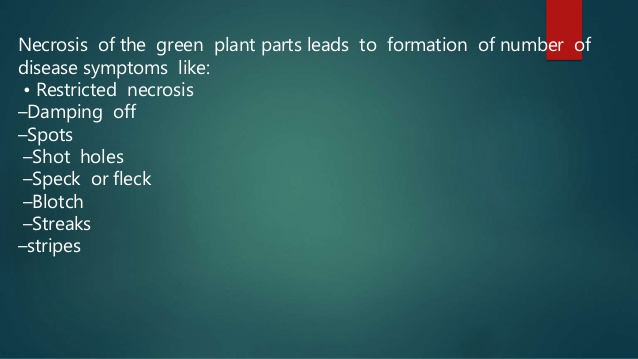 Necrosis of the green plant parts leads to formation of number of
disease symptoms like:
• Restricted necrosis
–Damping off
–Spots
–Shot holes
–Speck or fleck
–Blotch
–Streaks
–stripes